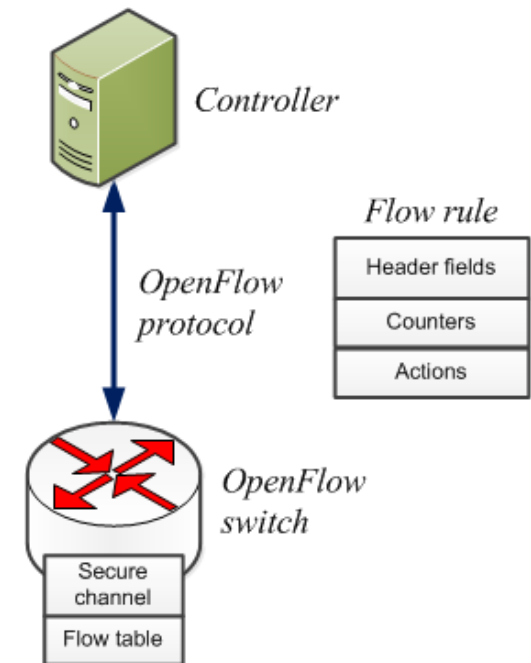 Controller
Flow rule
Header fields
Counters
Actions
OpenFlow
protocol
OpenFlow
switch
Secure
channel
Flow table